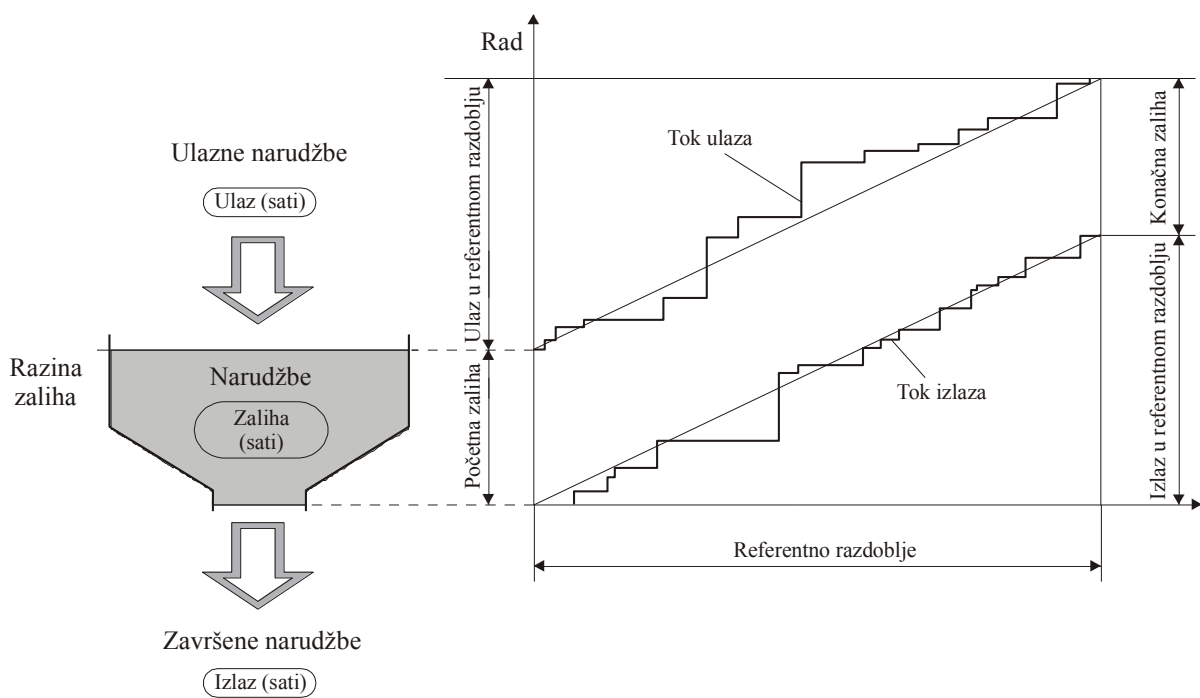 Ulazne narudžbe
Ulaz (sati)
Razina
zaliha
Narudžbe
Zaliha
(sati)
Završene narudžbe
Izlaz (sati)
Rad
Ulaz u referentnom razdoblju
Početna zaliha
Tok ulaza
Tok izlaza
Konačna zaliha
Izlaz u referentnom razdoblju
Referentno razdoblje